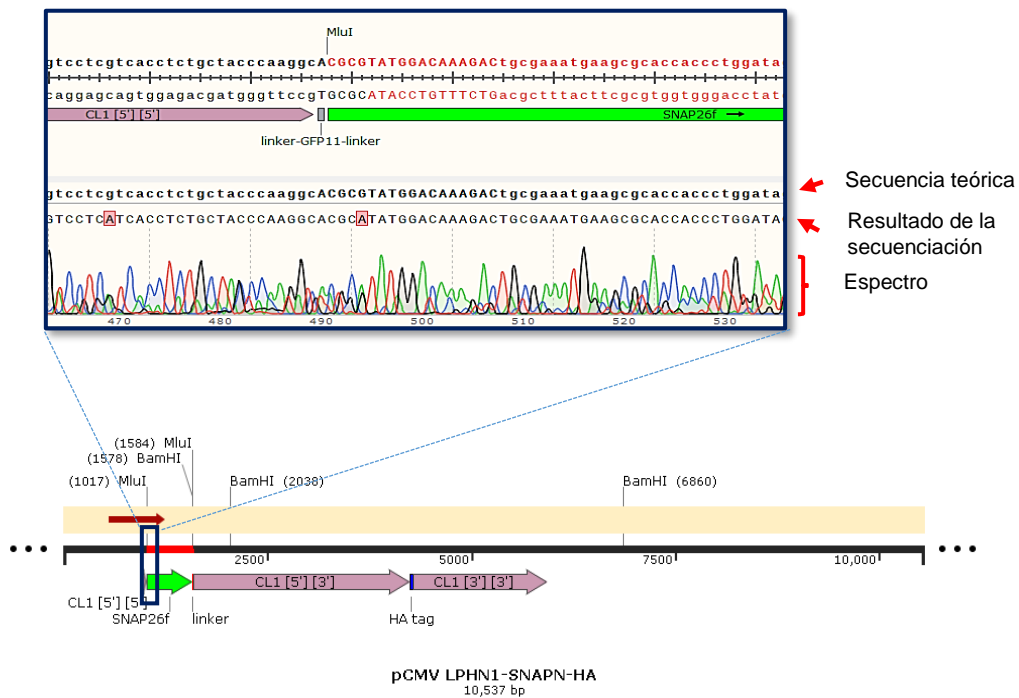 MluI
gtcctcgtcacctctgctacccaaggcACGCGTATGGACAAAGACtgcgaaatgaagcgcaccaccctggata
caggagcagtggagacgatgggttccgTGCGCATACCTGTTTCTGacgctttacttcgcgtggtgggacctat
CL1 [5'] [5']
SNAP26f
linker-GFP11-linker
gtcctcgtcacctctgctacccaaggcACGCGTATGGACAAAGACtgcgaaatgaagcgcaccaccctggata
Secuencia teórica
GTCCTCATCACCTCTGCTACCCAAGGCACGCATATGGACAAAGACTGCGAAATGAAGCGCACCACCCTGGATA
Resultado de la
secuenciación
Espectro
470 480 490 500 510 520 530
(1584) MluI
(1578) BamHI
(1017) MluI
BamHI (2038)
BamHI (6860)
2500 5000 7500 10,000
CL1 [5'] [3']
CL1 [3'] [3']
CL1 [5'] [5']
SNAP26f
linker
HA tag
pCMV LPHN1-SNAPN-HA
10,537 bp